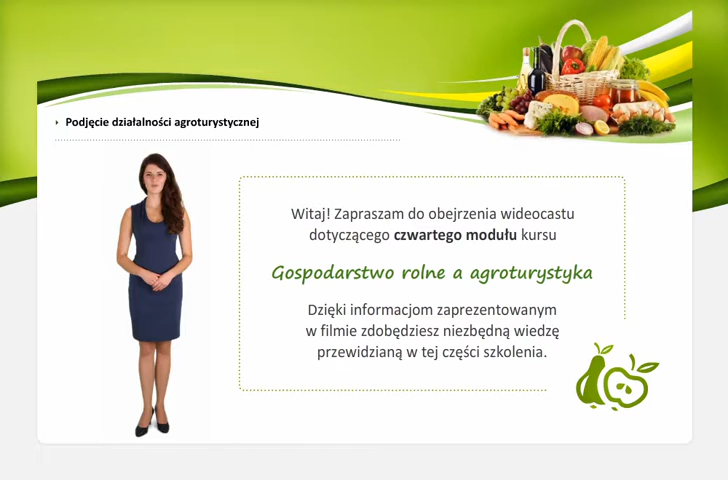 Podjęcie działalności agroturystycznej
Witaj! Zapraszam do obejrzenia wideocastu
dotyczącego czwartego modułu kursu
Gospodarstwo rolne a agroturystyka
Dzięki informacjom zaprezentowanym
w filmie zdobędziesz niezbędną wiedzę
przewidzianą w tej części szkolenia.